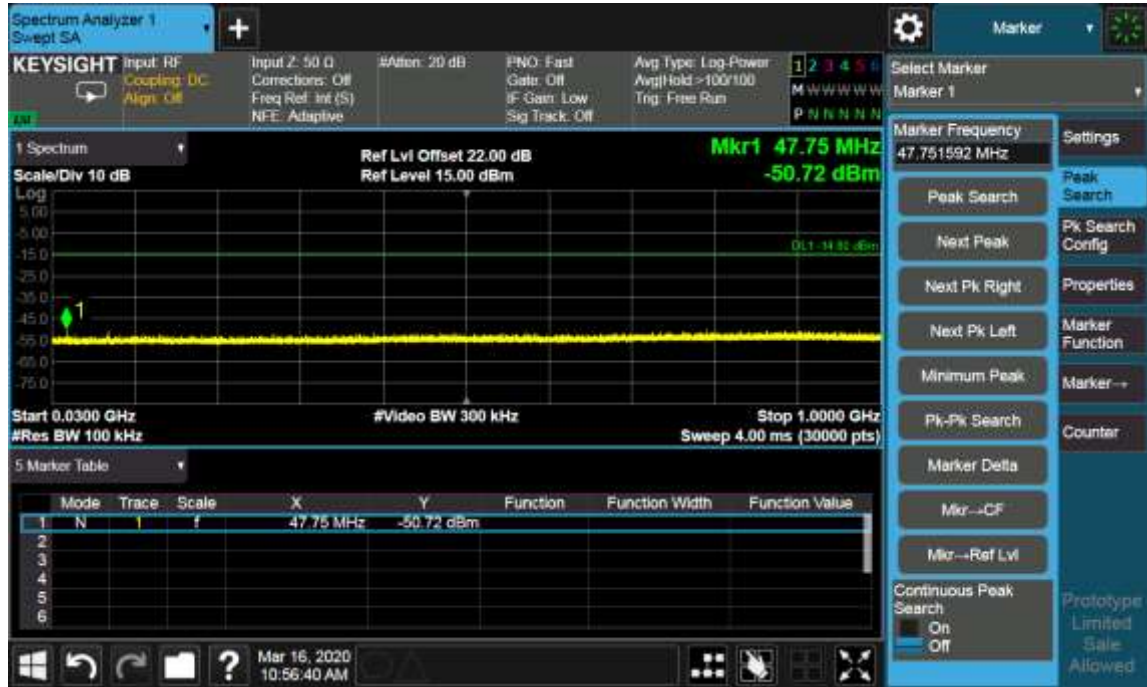 Spectrum Analyzer 1
Swept SA
+
Marker
KEYSIGHT
Input: RF
Coupling: DC
Align: Off
Input Z: 50 Ω
Corrections: Off
Freq Ref: Int (S)
NFE: Adaptive
#Atten: 20 dB
PNO: Fast
Gate: Off
IF Gain: Low
Sig Track: Off
Avg Type: Log-Power
Avg|Hold:>100/100
Trig: Free Run
1 2 3 4 5 6
M W W W W W
P N N N N N
Select Marker
Marker 1
1 Spectrum
Scale/Div 10 dB
Ref Lvl Offset 22.00 dB
Ref Level 15.00 dBm
Mkr1 47.75 MHz
-50.72 dBm
Log
5.00
-5.00
-15.0
-25.0
-35.0
-45.0
-55.0
-65.0
-75.0
1
Start 0.0300 GHz
#Res BW 100 kHz
#Video BW 300 kHz
Stop 1.0000 GHz
Sweep 4.00 ms (30000 pts)
5 Marker Table
Mode Trace Scale X Y Function Function Width Function Value
1 N 1 f 47.75 MHz -50.72 dBm
2
3
4
5
6
Marker Frequency
47.751592 MHz
Peak Search
Next Peak
Next Pk Right
Next Pk Left
Minimum Peak
Pk-Pk Search
Marker Delta
Mkr→CF
Mkr→Ref Lvl
Continuous Peak
Search
On
Off
Settings
Peak
Search
Pk Search
Config
Properties
Marker
Function
Marker→
Counter
Prototype
Limited
Sale
Allowed
?
Mar 16, 2020
10:56:40 AM